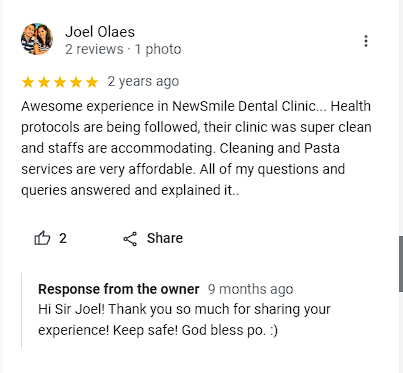 Joel Olaes
2 reviews · 1 photo
2 years ago
Awesome experience in NewSmile Dental Clinic... Health
protocols are being followed, their clinic was super clean
and staffs are accommodating. Cleaning and Pasta
services are very affordable. All of my questions and
queries answered and explained it..
2 Share
Response from the owner 9 months ago
Hi Sir Joel! Thank you so much for sharing your
experience! Keep safe! God bless po. :)